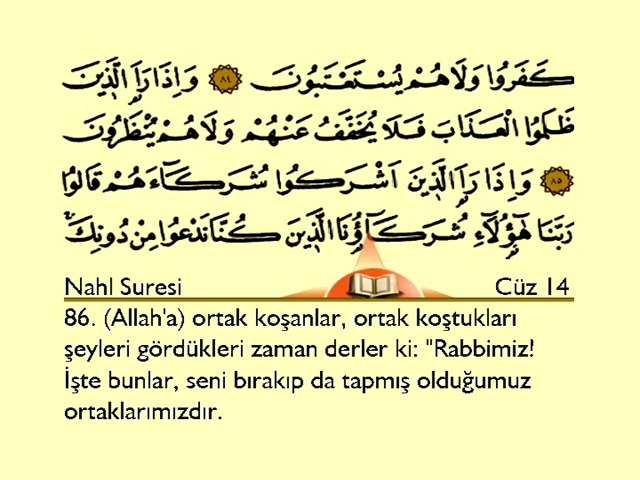 كَفَرُوا وَلَا هُمْ يُسْتَعْتَبُونَ ﴿٨٤﴾ وَاِذَا رَاَ الَّذ۪ينَ
ظَلَمُوا الْعَذَابَ فَلَا يُخَفَّفُ عَنْهُمْ وَلَا هُمْ يُنْظَرُونَ
﴿٨٥﴾ وَاِذَا رَاَ الَّذ۪ينَ اَشْرَكُوا شُرَكَٓاءَهُمْ قَالُوا
رَبَّنَا هٰٓؤُ۬لَٓاءِ شُرَكَٓاؤُ۬نَا الَّذ۪ينَ كُنَّا نَدْعُوا مِنْ دُونِكَۚ
Nahl Suresi Cüz 14
86. (Allah'a) ortak koşanlar, ortak koştukları
şeyleri gördükleri zaman derler ki: "Rabbimiz!
İşte bunlar, seni bırakıp da tapmış olduğumuz
ortaklarımızdır.